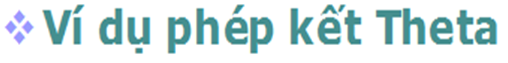 Ví dụ phép kết Theta